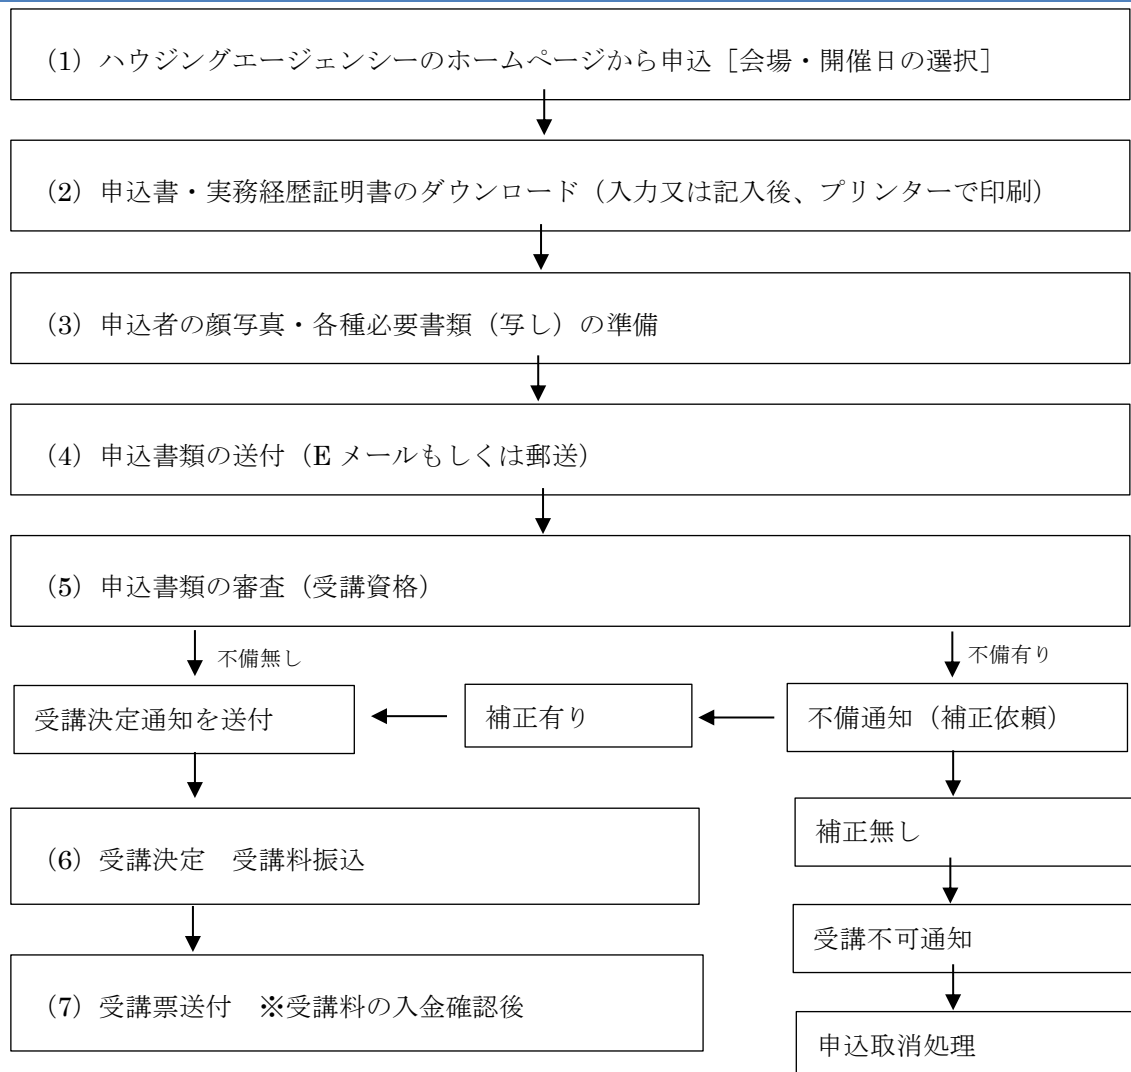 （1）ハウジングエージェンシーのホームページから申込［会場・開催日の選択］
（2）申込書・実務経歴証明書のダウンロード（入力又は記入後、プリンターで印刷）
（3）申込者の顔写真・各種必要書類（写し）の準備
（4）申込書類の送付（E メールもしくは郵送）
（5）申込書類の審査（受講資格）
不備無し
不備有り
受講決定通知を送付
補正有り
不備通知（補正依頼）
（6）受講決定　受講料振込
補正無し
受講不可通知
（7）受講票送付　※受講料の入金確認後
申込取消処理